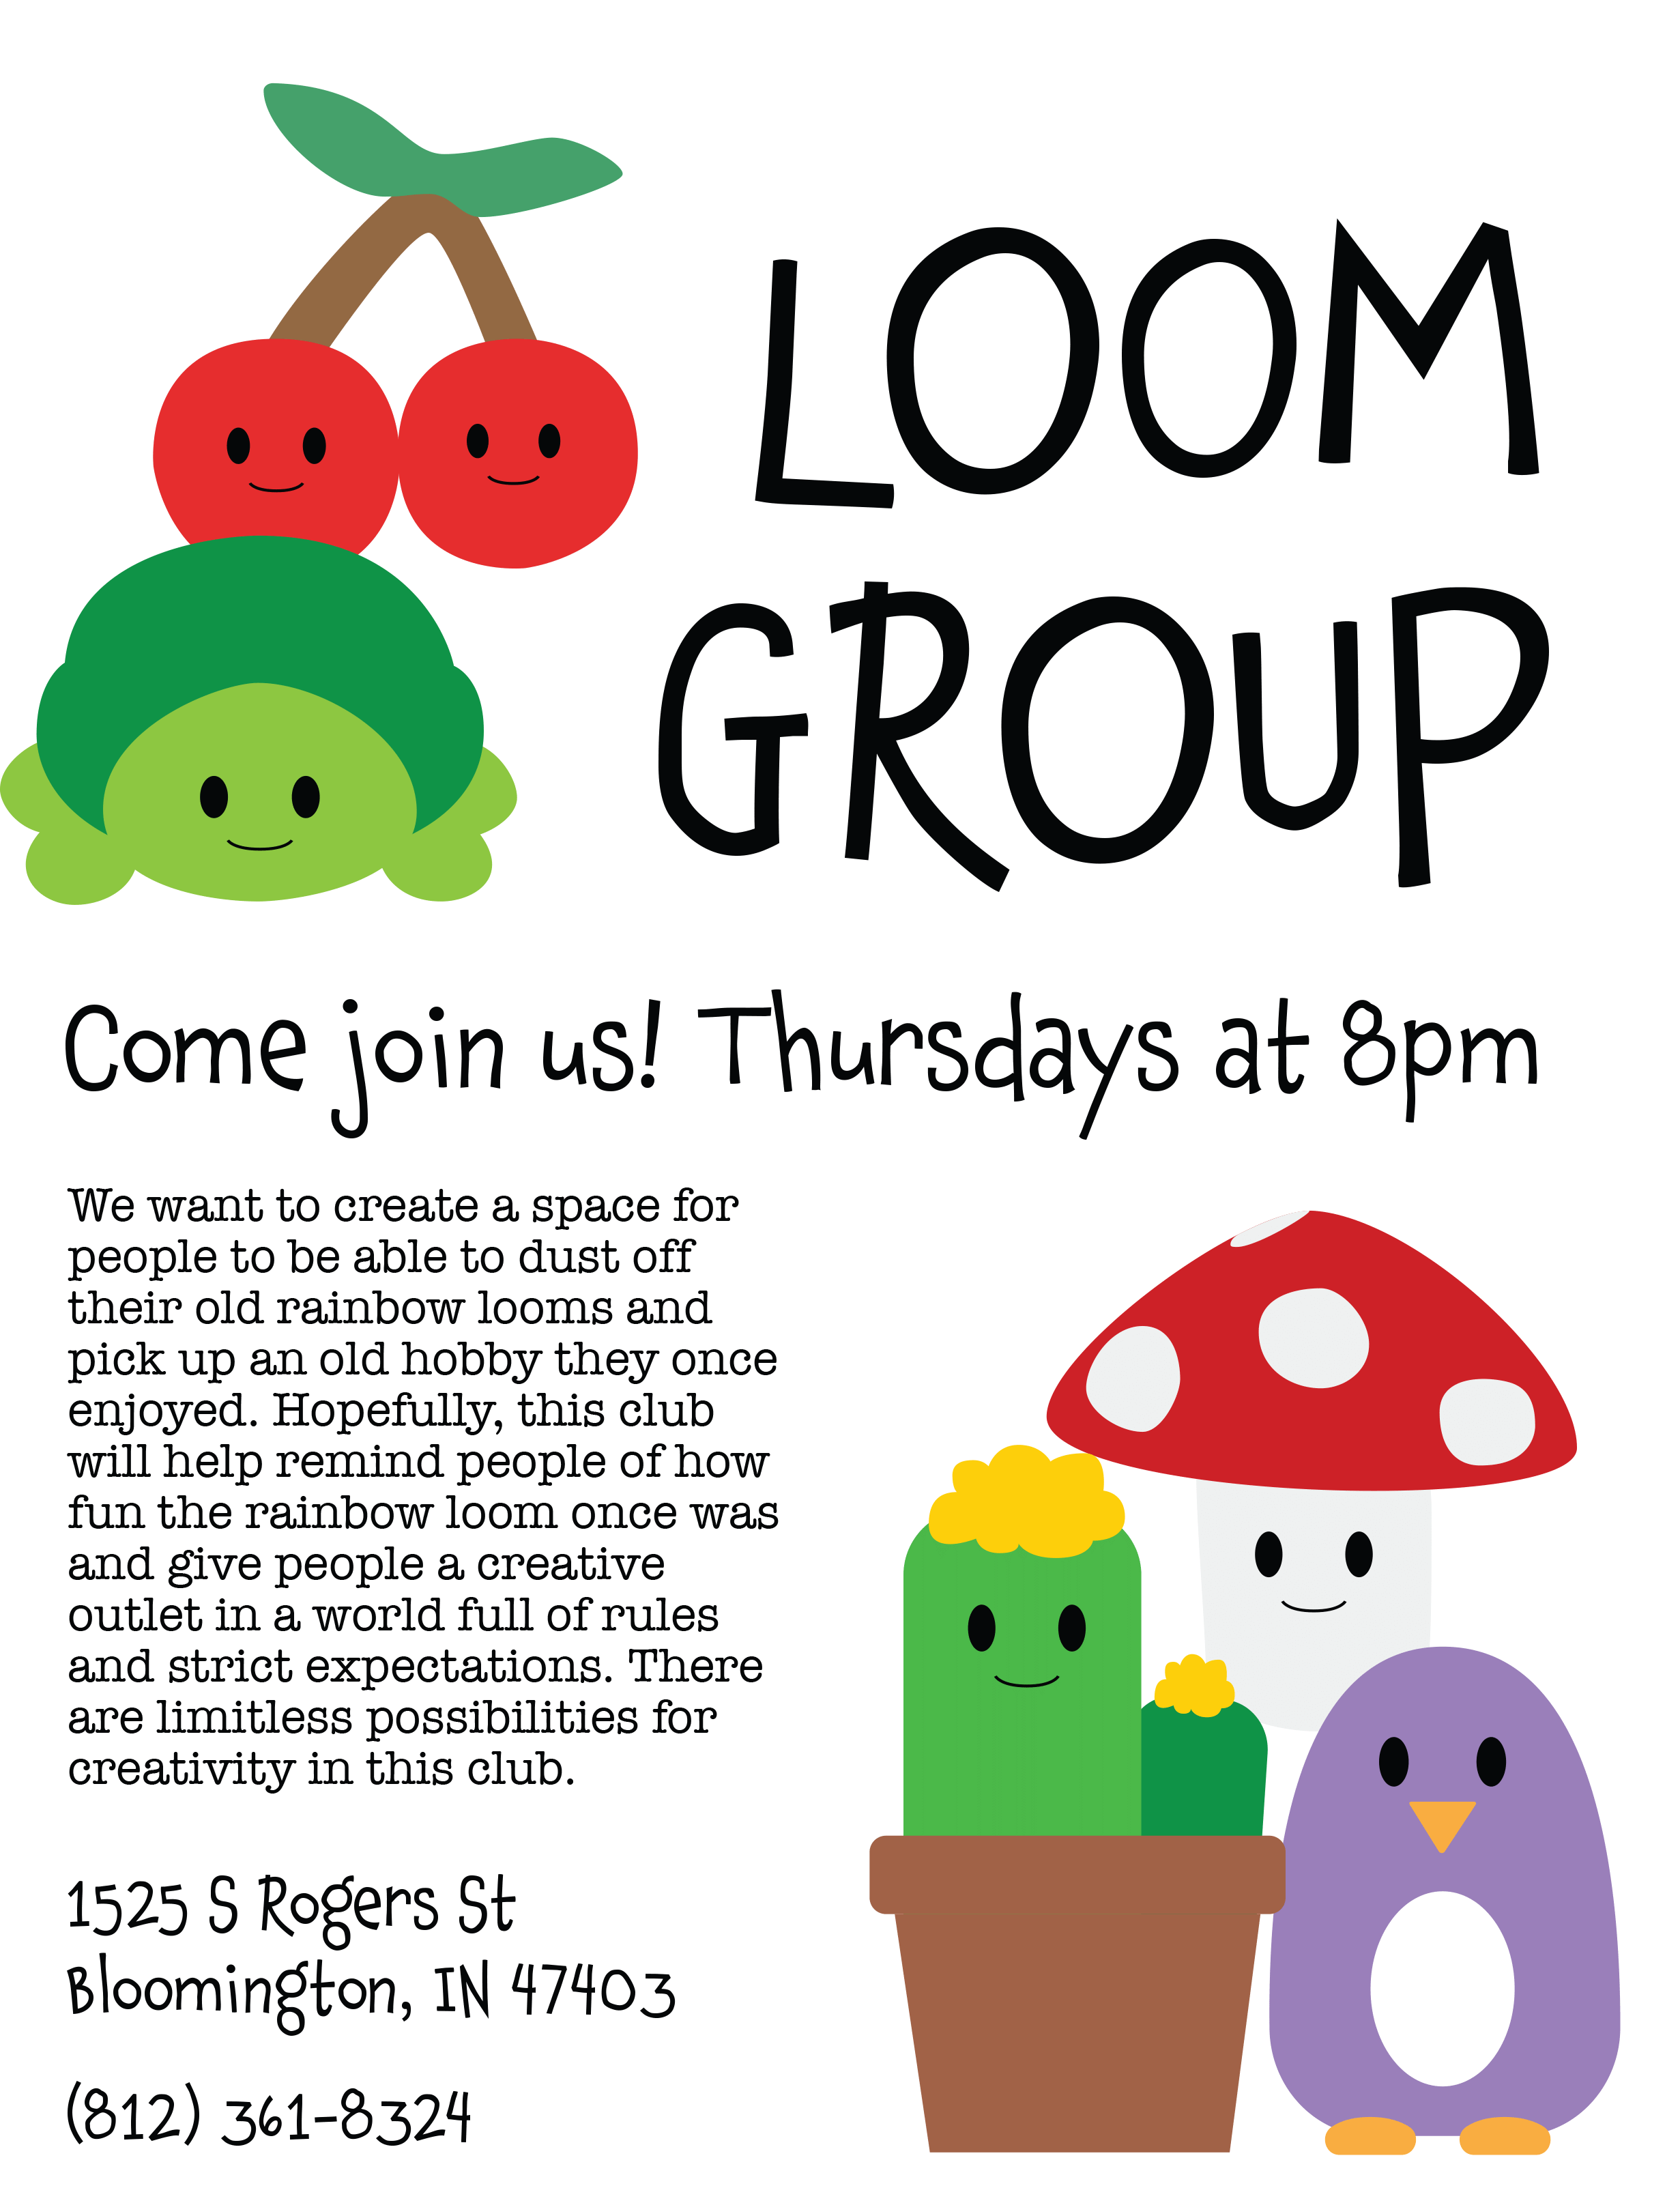 LOOM
GROUP
Come join us! Thursdays at 8pm
We want to create a space for
people to be able to dust off
their old rainbow looms and
pick up an old hobby they once
enjoyed. Hopefully, this club
will help remind people of how
fun the rainbow loom once was
and give people a creative
outlet in a world full of rules
and strict expectations. There
are limitless possibilities for
creativity in this club.
1525 S Rogers St
Bloomington, IN 47403
(812) 361-8324